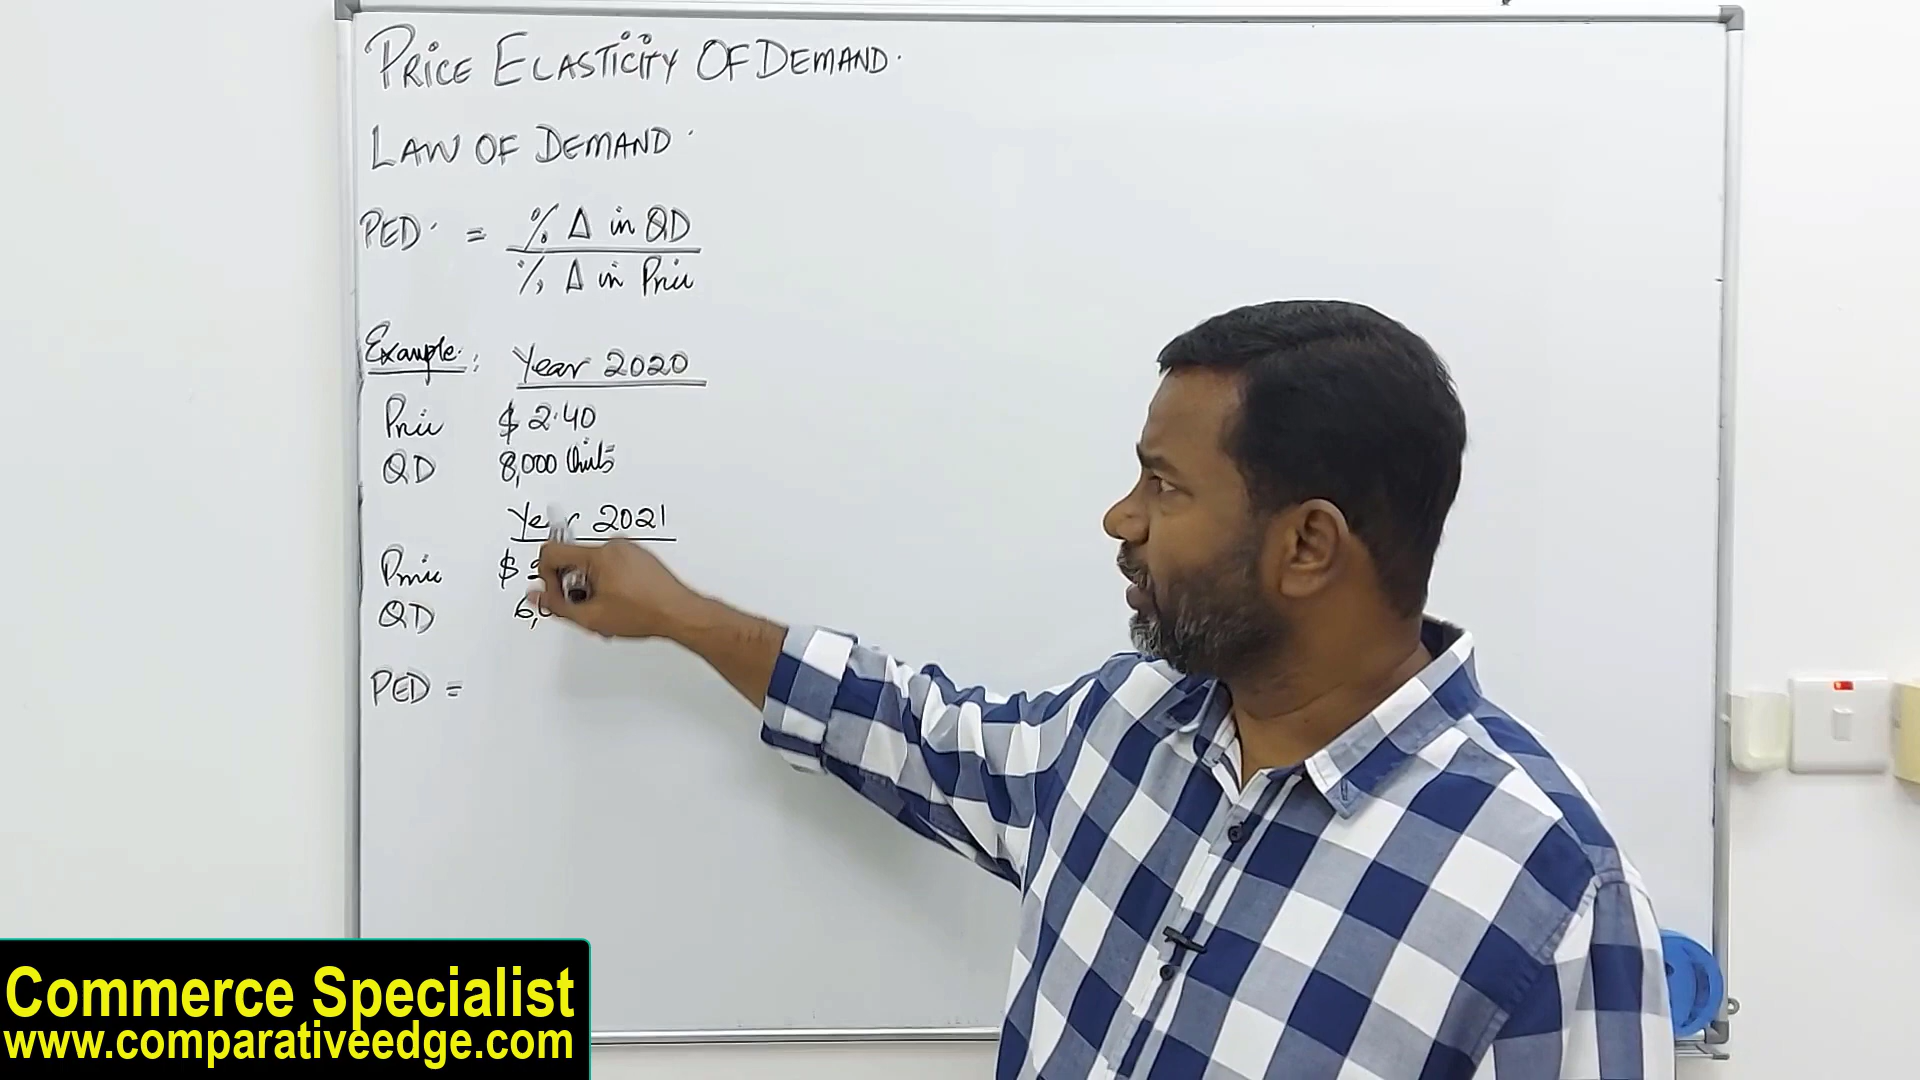 PRICE ELASTICITY OF DEMAND.
LAW OF DEMAND.
PED. = % Δ in QD
% Δ in Price
Example: Year 2020
Price $ 2.40
QD 8,000 Units
Year 2021
Price $
QD
PED =
Commerce Specialist
www.comparativeedge.com